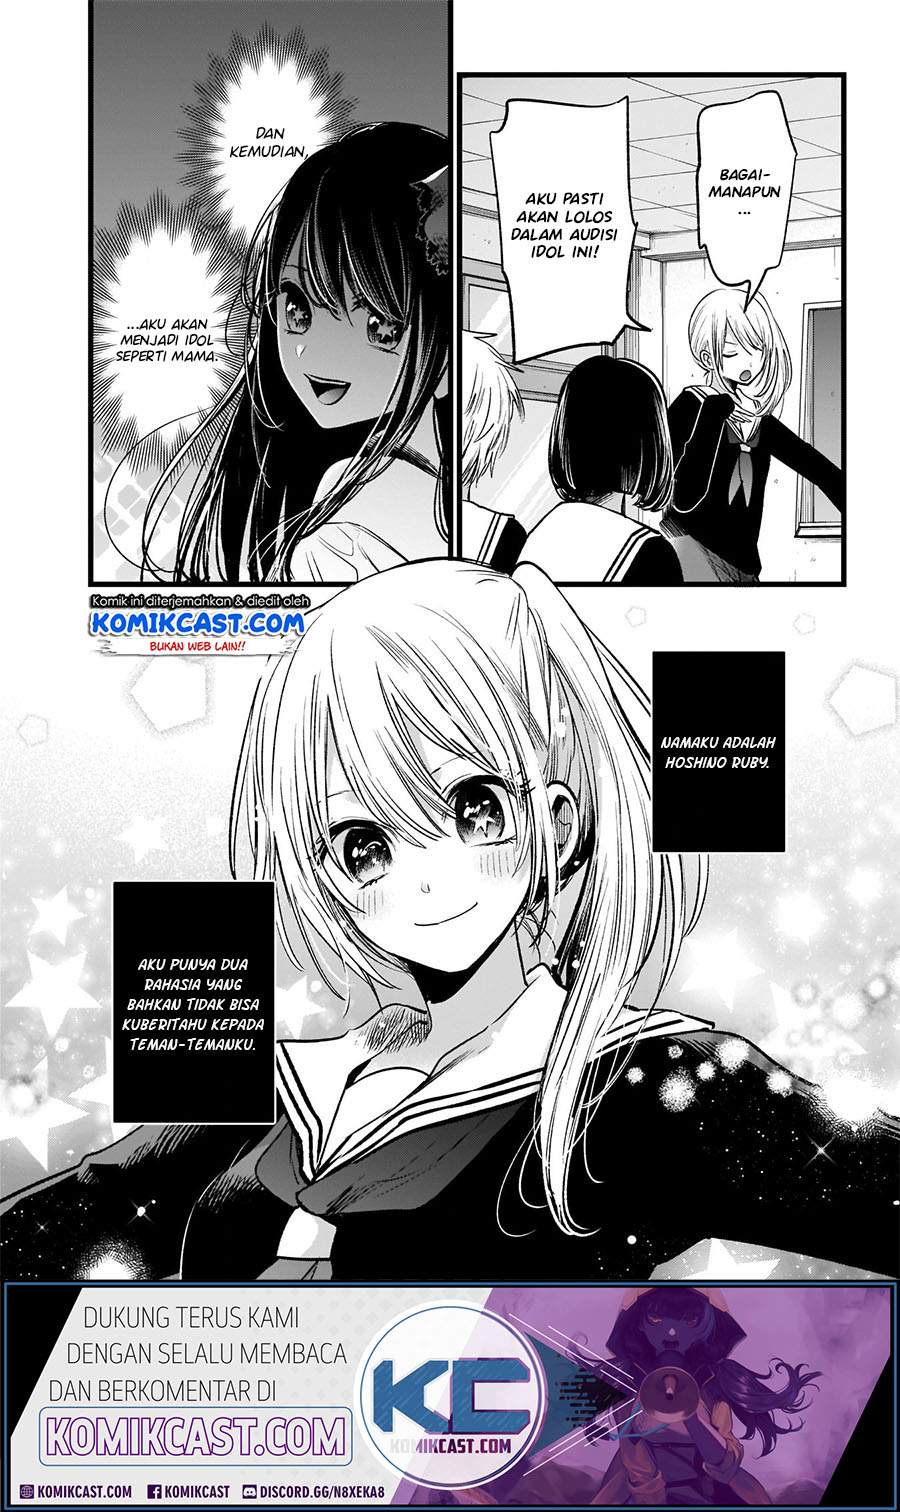 BAGAI-
MANAPUN
...
AKU PASTI
AKAN LOLOS
DALAM AUDISI
IDOL INI!
DAN
KEMUDIAN,
...AKU AKAN
MENJADI IDOL
SEPERTI MAMA.
Komik ini diterjemahkan & diedit oleh
KOMIKCAST.COM
BUKAN WEB LAIN!!
NAMAKU ADALAH
HOSHINO RUBY.
AKU PUNYA DUA
RAHASIA YANG
BAHKAN TIDAK BISA
KUBERITAHU KEPADA
TEMAN-TEMANKU.
DUKUNG TERUS KAMI
DENGAN SELALU MEMBACA
DAN BERKOMENTAR DI
KOMIKCAST.COM
KC
KOMIKCAST.COM
KOMIKCAST.COM KOMIKCAST DISCORD.GG/N8XEKA8